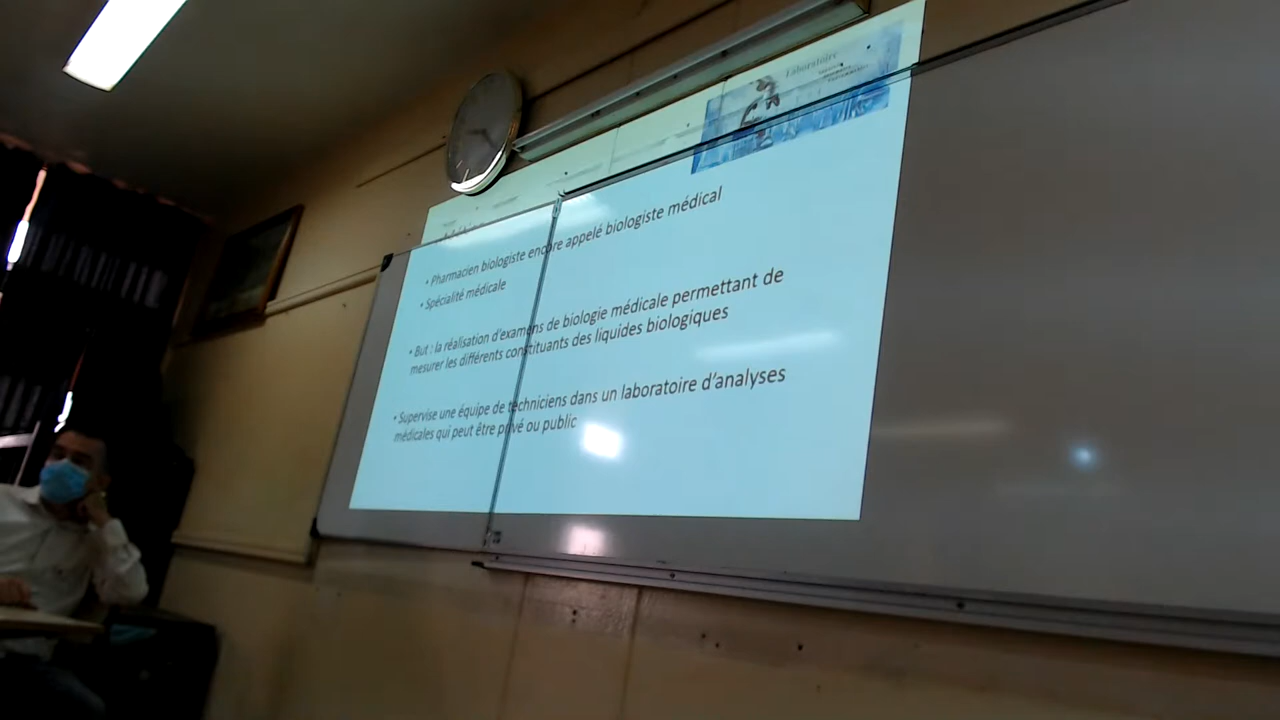 Laboratoire
• Pharmacien biologiste encore appelé biologiste médical
• Spécialité médicale
• But : la réalisation d'examens de biologie médicale permettant de
mesurer les différents constituants des liquides biologiques
• Supervise une équipe de techniciens dans un laboratoire d'analyses
médicales qui peut être privé ou public